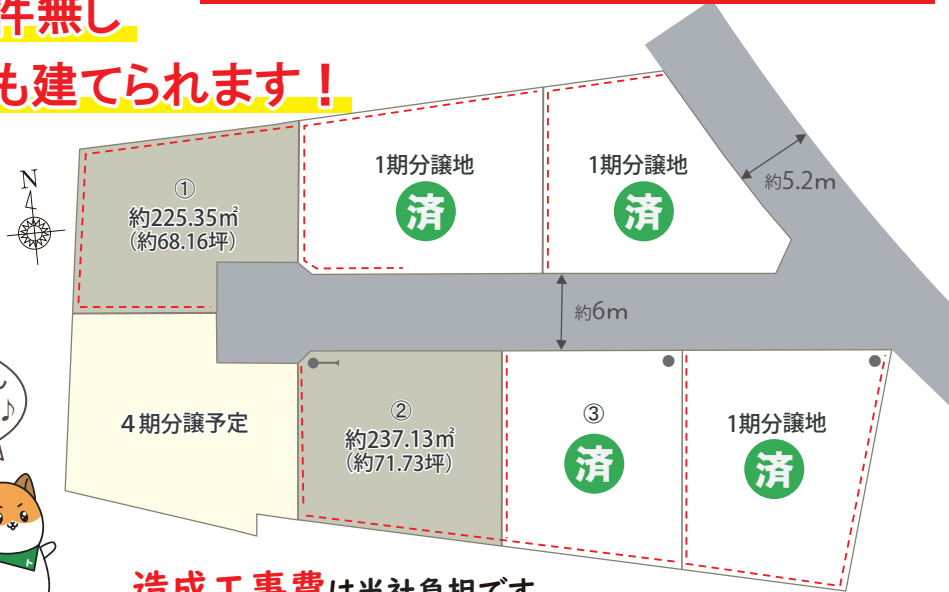 件無し
も建てられます！
N
①
約225.35㎡
（約68.16坪）
1期分譲地
済
1期分譲地
済
約5.2m
約6m
4期分譲予定
②
約237.13㎡
（約71.73坪）
③
済
1期分譲地
済
♪
ト
造成工事費は当社負担です